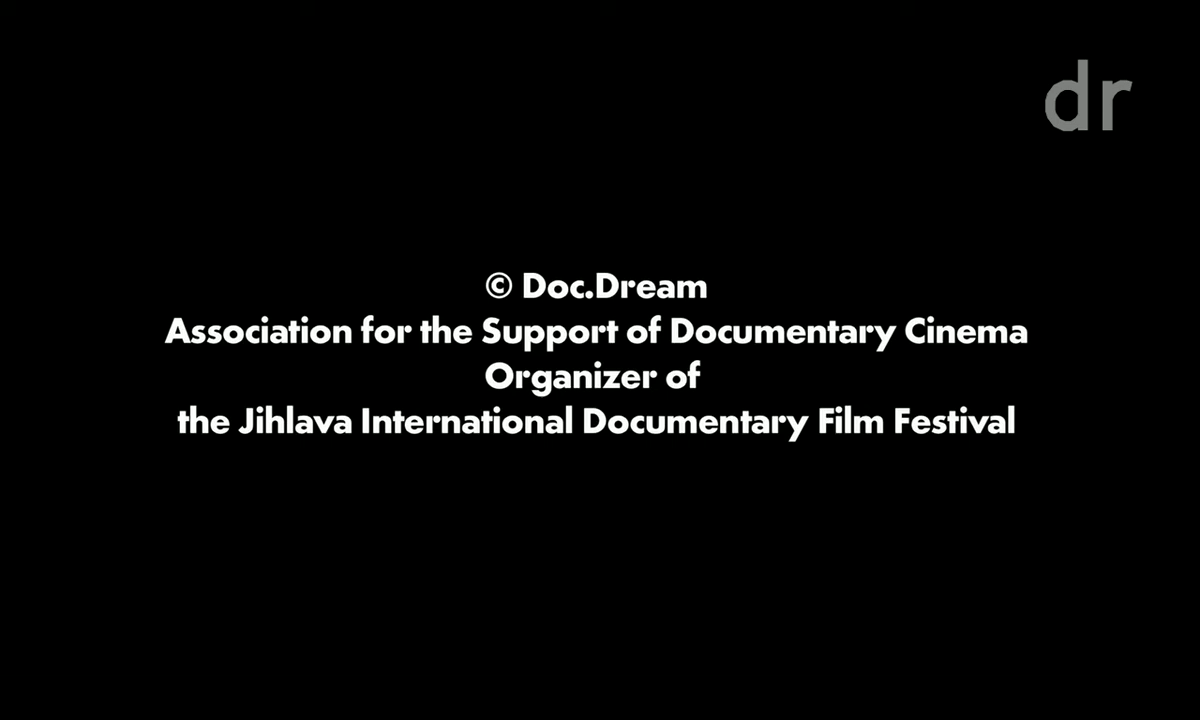 dr
© Doc.Dream
Association for the Support of Documentary Cinema
Organizer of
the Jihlava International Documentary Film Festival